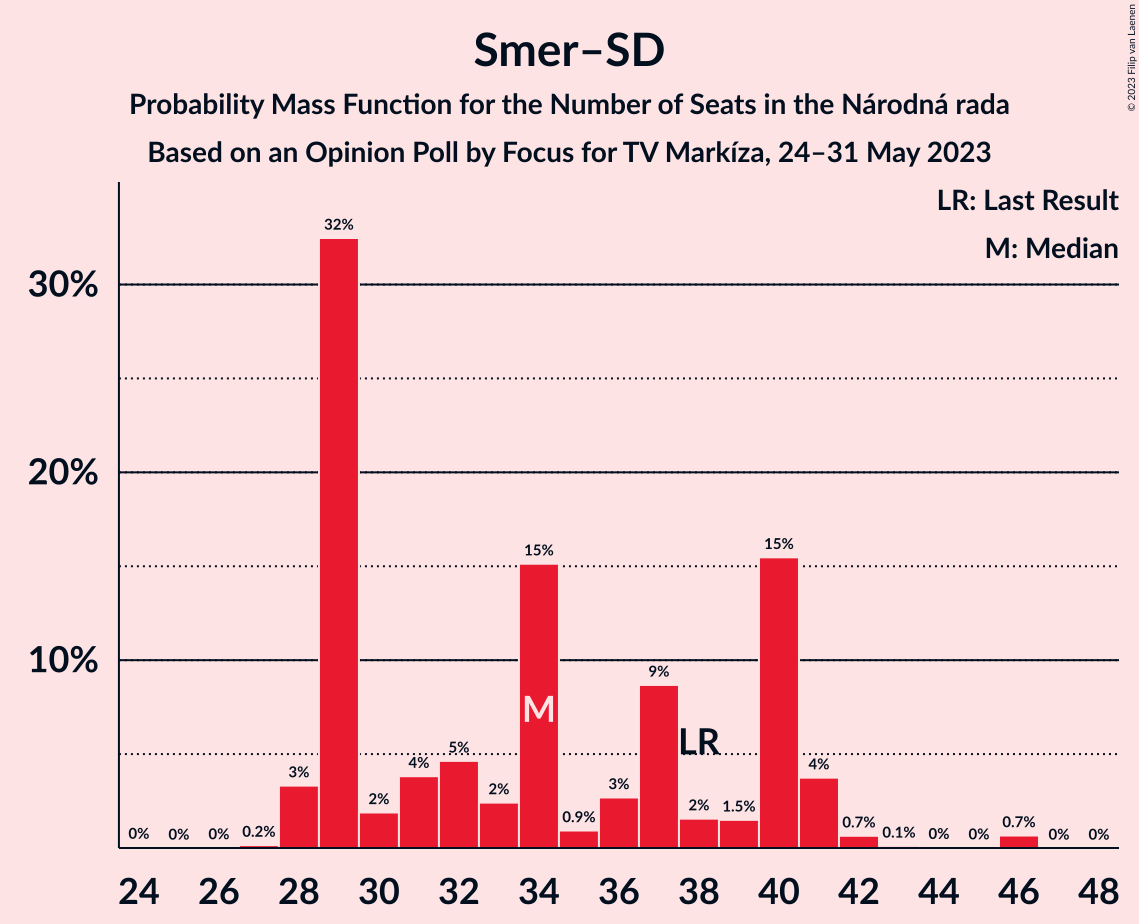 Smer–SD
Probability Mass Function for the Number of Seats in the Národná rada
Based on an Opinion Poll by Focus for TV Markíza, 24–31 May 2023
© 2023 Filip van Laenen
LR: Last Result
M: Median
30%
20%
10%
0% 0% 0% 0.2% 3% 32% 2% 4% 5% 2% 15% 0.9% 3% 9% 2% 1.5% 15% 4% 0.7% 0.1% 0% 0% 0.7% 0% 0%
M
LR
24 26 28 30 32 34 36 38 40 42 44 46 48